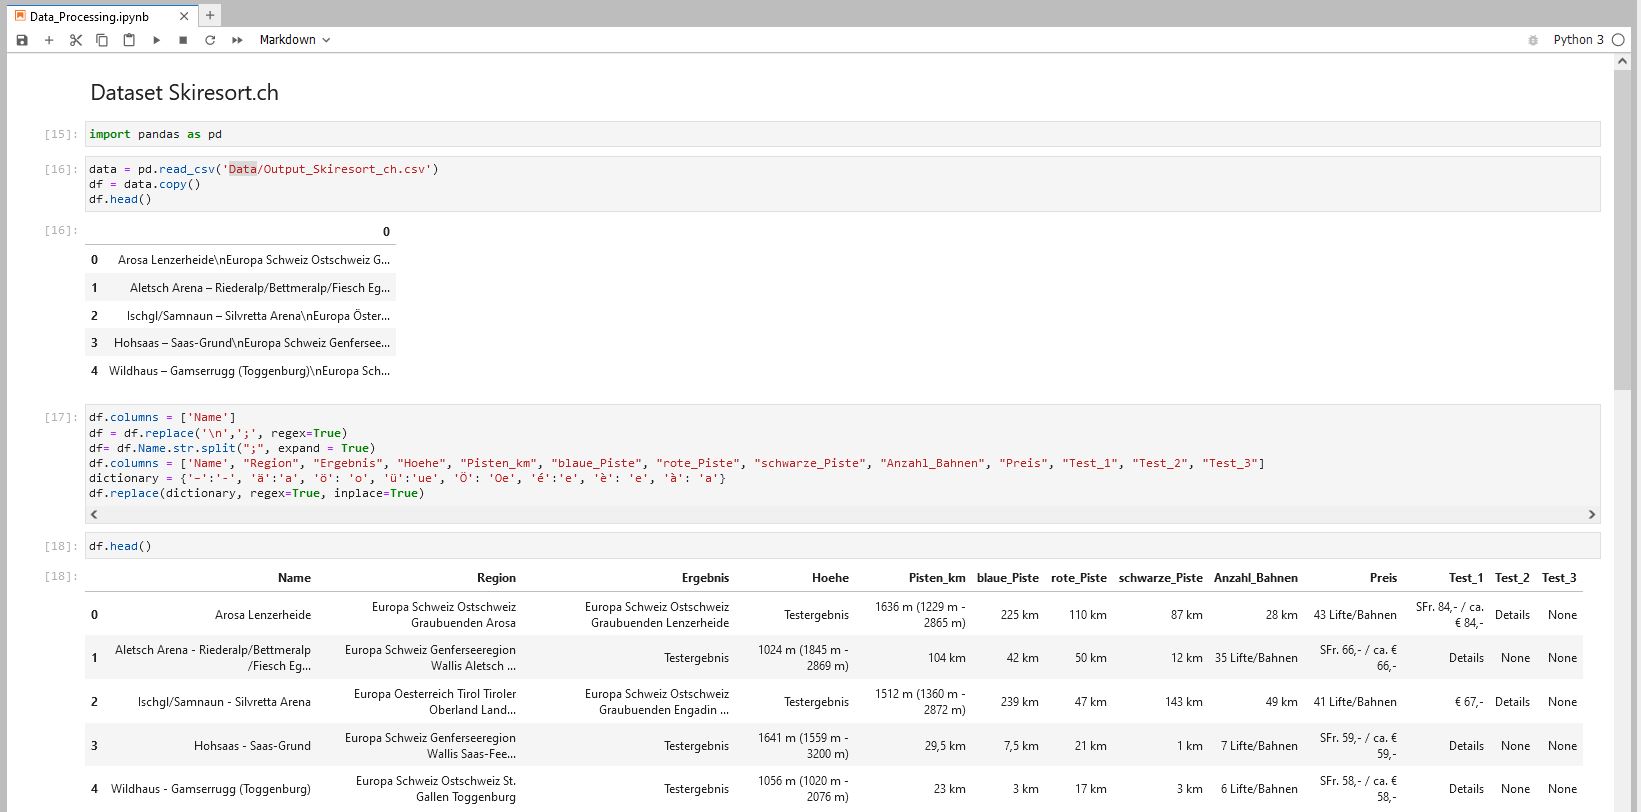 Data_Processing.ipynb
Markdown
Python 3
Dataset Skiresort.ch
[15]:
import pandas as pd
[16]:
data = pd.read_csv('Data/Output_Skiresort_ch.csv')
df = data.copy()
df.head()
[16]:
0
0 Arosa Lenzerheide\nEuropa Schweiz Ostschweiz G...
1 Aletsch Arena – Riederalp/Bettmeralp/Fiesch Eg...
2 Ischgl/Samnaun – Silvretta Arena\nEuropa Öster...
3 Hohsaas – Saas-Grund\nEuropa Schweiz Genfersee...
4 Wildhaus – Gamserrugg (Toggenburg)\nEuropa Sch...
[17]:
df.columns = ['Name']
df = df.replace('\n',';', regex=True)
df= df.Name.str.split(";", expand = True)
df.columns = ['Name', "Region", "Ergebnis", "Hoehe", "Pisten_km", "blaue_Piste", "rote_Piste", "schwarze_Piste", "Anzahl_Bahnen", "Preis", "Test_1", "Test_2", "Test_3"]
dictionary = {'–':'-', 'ä':'a', 'ö': 'o', 'ü':'ue', 'Ö': 'Oe', 'é':'e', 'è': 'e', 'à': 'a'}
df.replace(dictionary, regex=True, inplace=True)
[18]:
df.head()
[18]:
Name Region Ergebnis Hoehe Pisten_km blaue_Piste rote_Piste schwarze_Piste Anzahl_Bahnen Preis Test_1 Test_2 Test_3
0 Arosa Lenzerheide Europa Schweiz Ostschweiz Graubuenden Arosa Europa Schweiz Ostschweiz Graubuenden Lenzerheide Testergebnis 1636 m (1229 m - 2865 m) 225 km 110 km 87 km 28 km 43 Lifte/Bahnen SFr. 84,- / ca. € 84,- Details None
1 Aletsch Arena - Riederalp/Bettmeralp /Fiesch Eg... Europa Schweiz Genferseeregion Wallis Aletsch ... Testergebnis 1024 m (1845 m - 2869 m) 104 km 42 km 50 km 12 km 35 Lifte/Bahnen SFr. 66,- / ca. € 66,- Details None None
2 Ischgl/Samnaun - Silvretta Arena Europa Oesterreich Tirol Tiroler Oberland Land... Europa Schweiz Ostschweiz Graubuenden Engadin ... Testergebnis 1512 m (1360 m - 2872 m) 239 km 47 km 143 km 49 km 41 Lifte/Bahnen € 67,- Details None
3 Hohsaas - Saas-Grund Europa Schweiz Genferseeregion Wallis Saas-Fee... Testergebnis 1641 m (1559 m - 3200 m) 29,5 km 7,5 km 21 km 1 km 7 Lifte/Bahnen SFr. 59,- / ca. € 59,- Details None None
4 Wildhaus - Gamserrugg (Toggenburg) Europa Schweiz Ostschweiz St. Gallen Toggenburg Testergebnis 1056 m (1020 m - 2076 m) 23 km 3 km 17 km 3 km 6 Lifte/Bahnen SFr. 58,- / ca. € 58,- Details None None